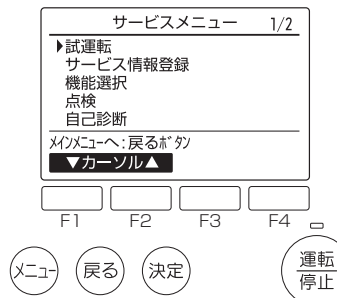 サービスメニュー 1/2
▶試運転
サービス情報登録
機能選択
点検
自己診断
ﾒｲﾝﾒﾆｭｰへ:戻るﾎﾞﾀﾝ
▼カーソル▲
F1 F2 F3 F4
メニュー 戻る 決定 運転
停止